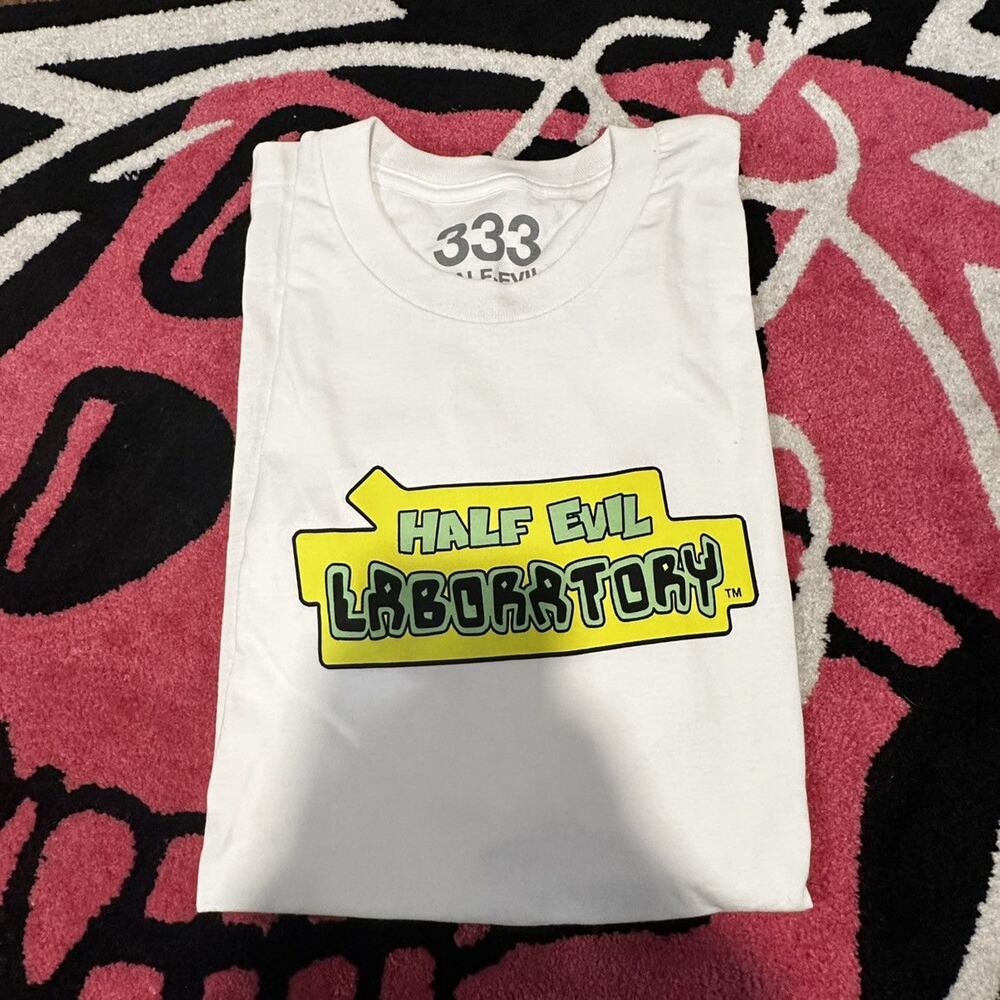 333
HALF EVIL
LABORATORY
TM